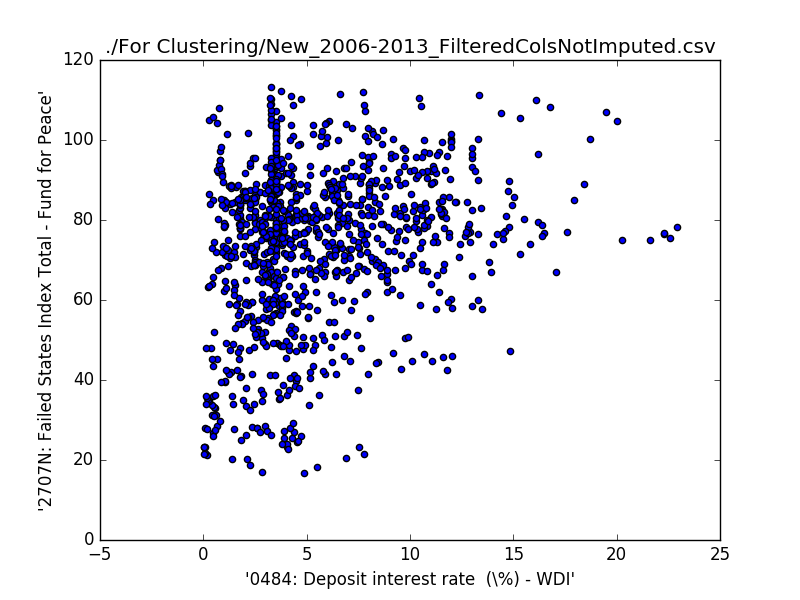 ./For Clustering/New_2006-2013_FilteredColsNotImputed.csv
120
100
80
60
40
20
0
'2707N: Failed States Index Total - Fund for Peace'
−5 0 5 10 15 20 25
'0484: Deposit interest rate (\%) - WDI'